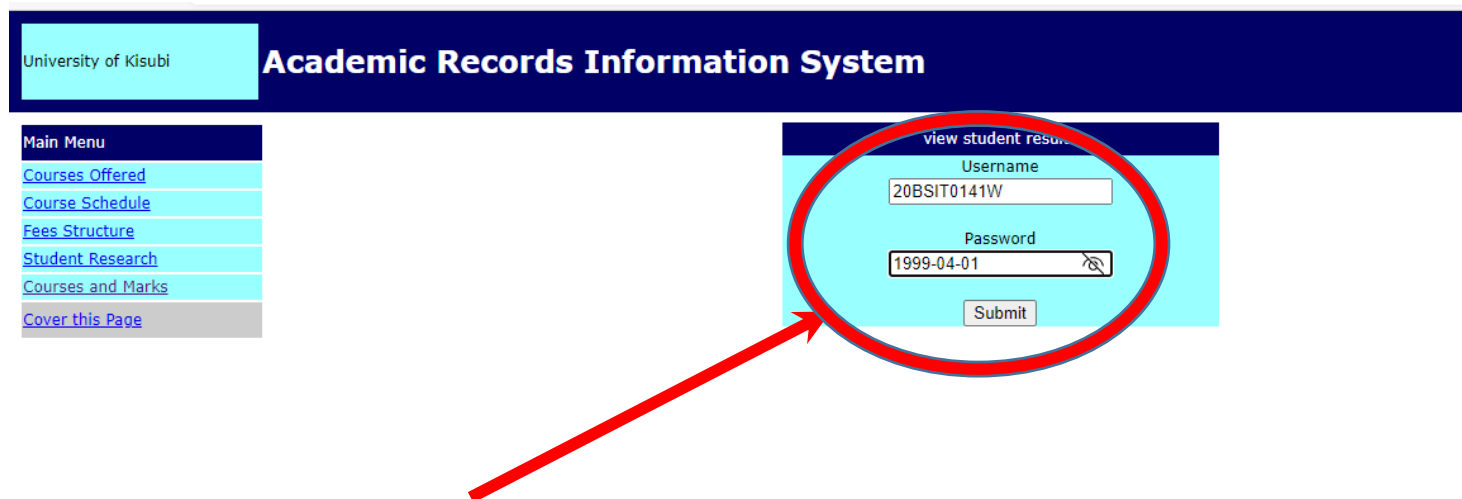 University of Kisubi
Academic Records Information System
Main Menu
Courses Offered
Course Schedule
Fees Structure
Student Research
Courses and Marks
Cover this Page
view student resul
Username
20BSIT0141W
Password
1999-04-01
Submit